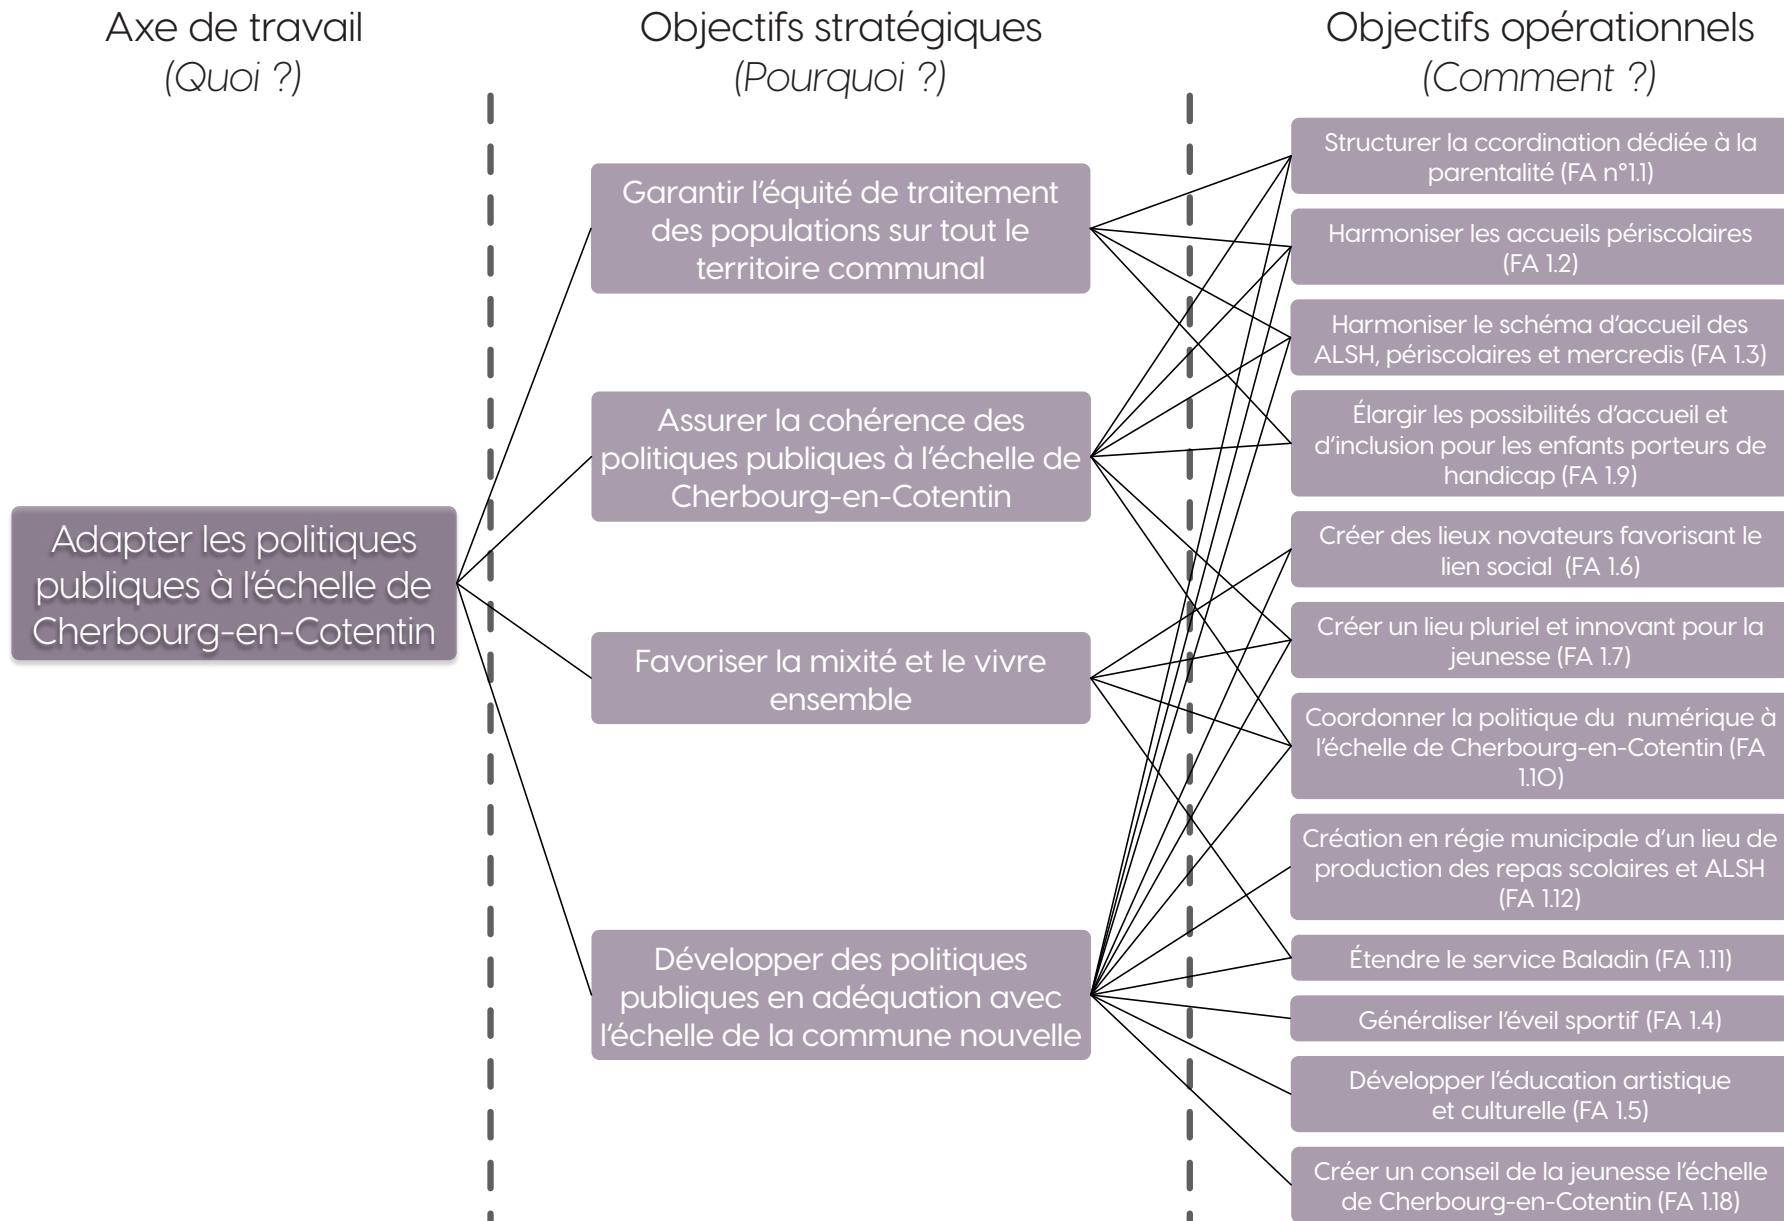 Axe de travail
(Quoi ?)
Objectifs stratégiques
(Pourquoi ?)
Objectifs opérationnels
(Comment ?)
Adapter les politiques
publiques à l'échelle de
Cherbourg-en-Cotentin
Garantir l'équité de traitement
des populations sur tout le
territoire communal
Assurer la cohérence des
politiques publiques à l'échelle de
Cherbourg-en-Cotentin
Favoriser la mixité et le vivre
ensemble
Développer des politiques
publiques en adéquation avec
l'échelle de la commune nouvelle
Structurer la ccordination dédiée à la
parentalité (FA n°1.1)
Harmoniser les accueils périscolaires
(FA 1.2)
Harmoniser le schéma d'accueil des
ALSH, périscolaires et mercredis (FA 1.3)
Élargir les possibilités d'accueil et
d'inclusion pour les enfants porteurs de
handicap (FA 1.9)
Créer des lieux novateurs favorisant le
lien social (FA 1.6)
Créer un lieu pluriel et innovant pour la
jeunesse (FA 1.7)
Coordonner la politique du numérique à
l'échelle de Cherbourg-en-Cotentin (FA
1.10)
Création en régie municipale d'un lieu de
production des repas scolaires et ALSH
(FA 1.12)
Étendre le service Baladin (FA 1.11)
Généraliser l'éveil sportif (FA 1.4)
Développer l'éducation artistique
et culturelle (FA 1.5)
Créer un conseil de la jeunesse l'échelle
de Cherbourg-en-Cotentin (FA 1.18)